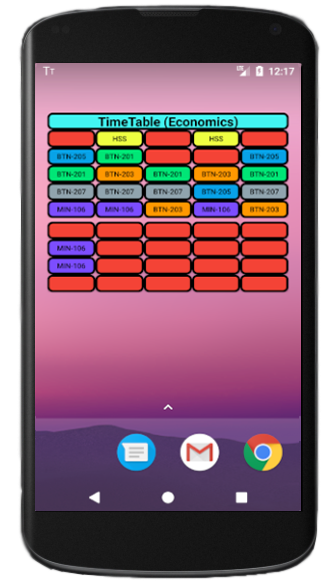 TT 12:17
TimeTable (Economics)
HSS HSS
BTN-205 BTN-201 BTN-205
BTN-201 BTN-203 BTN-201 BTN-203 BTN-201
BTN-207 BTN-207 BTN-207 BTN-205 BTN-207
MIN-106 MIN-106 BTN-203 MIN-106 BTN-203
MIN-106
MIN-106